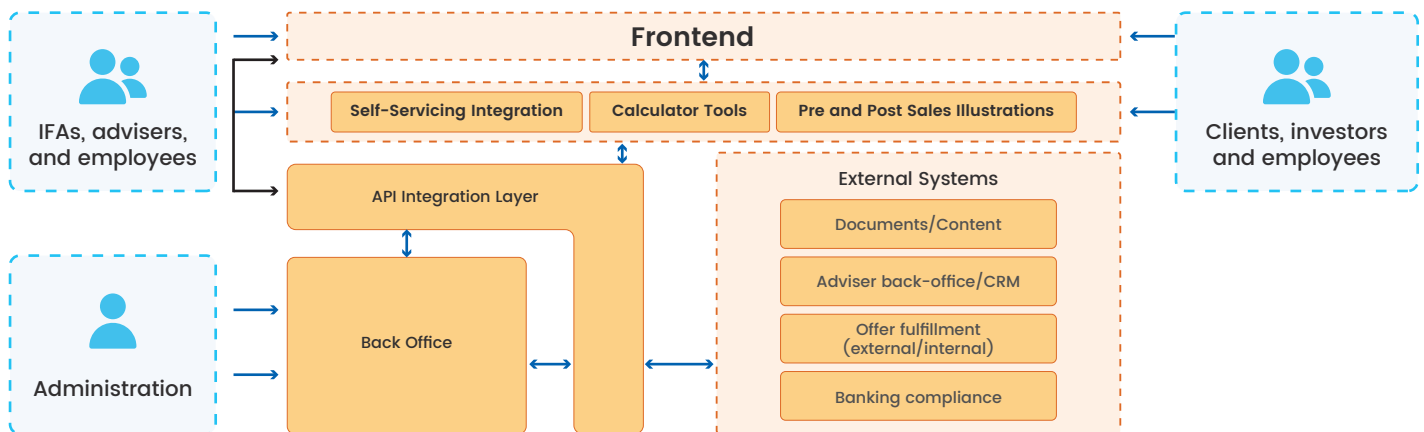 Frontend
IFAs, advisers,
and employees
Self-Servicing Integration
Calculator Tools
Pre and Post Sales Illustrations
Clients, investors
and employees
API Integration Layer
External Systems
Documents/Content
Adviser back-office/CRM
Offer fulfillment
(external/internal)
Banking compliance
Back Office
Administration